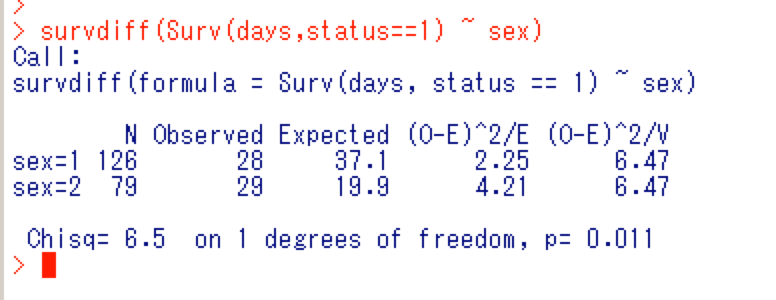 >
> survdiff(Surv(days,status==1) ~ sex)
Call:
survdiff(formula = Surv(days, status == 1) ~ sex)
N Observed Expected (O-E)^2/E (O-E)^2/V
sex=1 126 28 37.1 2.25 6.47
sex=2 79 29 19.9 4.21 6.47
Chisq= 6.5 on 1 degrees of freedom, p= 0.011
>